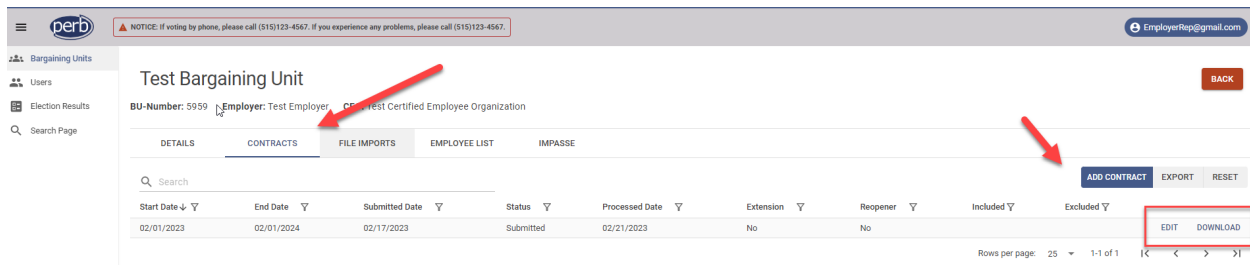 perb
NOTICE: If voting by phone, please call (515)123-4567. If you experience any problems, please call (515)123-4567.
EmployerRep@gmail.com
Bargaining Units
Users
Election Results
Search Page
Test Bargaining Unit
BACK
BU-Number: 5959 Employer: Test Employer Test Certified Employee Organization
DETAILS CONTRACTS FILE IMPORTS EMPLOYEE LIST IMPASSE
Search
ADD CONTRACT EXPORT RESET
Start Date End Date Submitted Date Status Processed Date Extension Reopener Included Excluded
02/01/2023 02/01/2024 02/17/2023 Submitted 02/21/2023 No No EDIT DOWNLOAD
Rows per page: 25 1-1 of 1